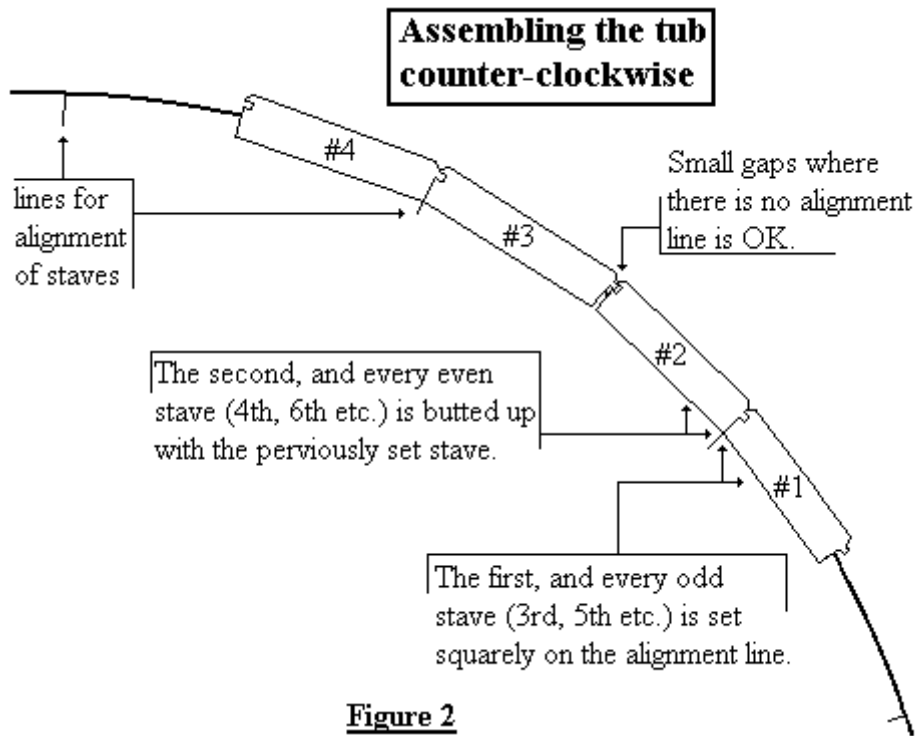 Assembling the tub
counter-clockwise
#4
Small gaps where
there is no alignment
line is OK.
lines for
alignment
of staves
#3
#2
The second, and every even
stave (4th, 6th etc.) is butted up
with the perviously set stave.
#1
The first, and every odd
stave (3rd, 5th etc.) is set
squarely on the alignment line.
Figure 2